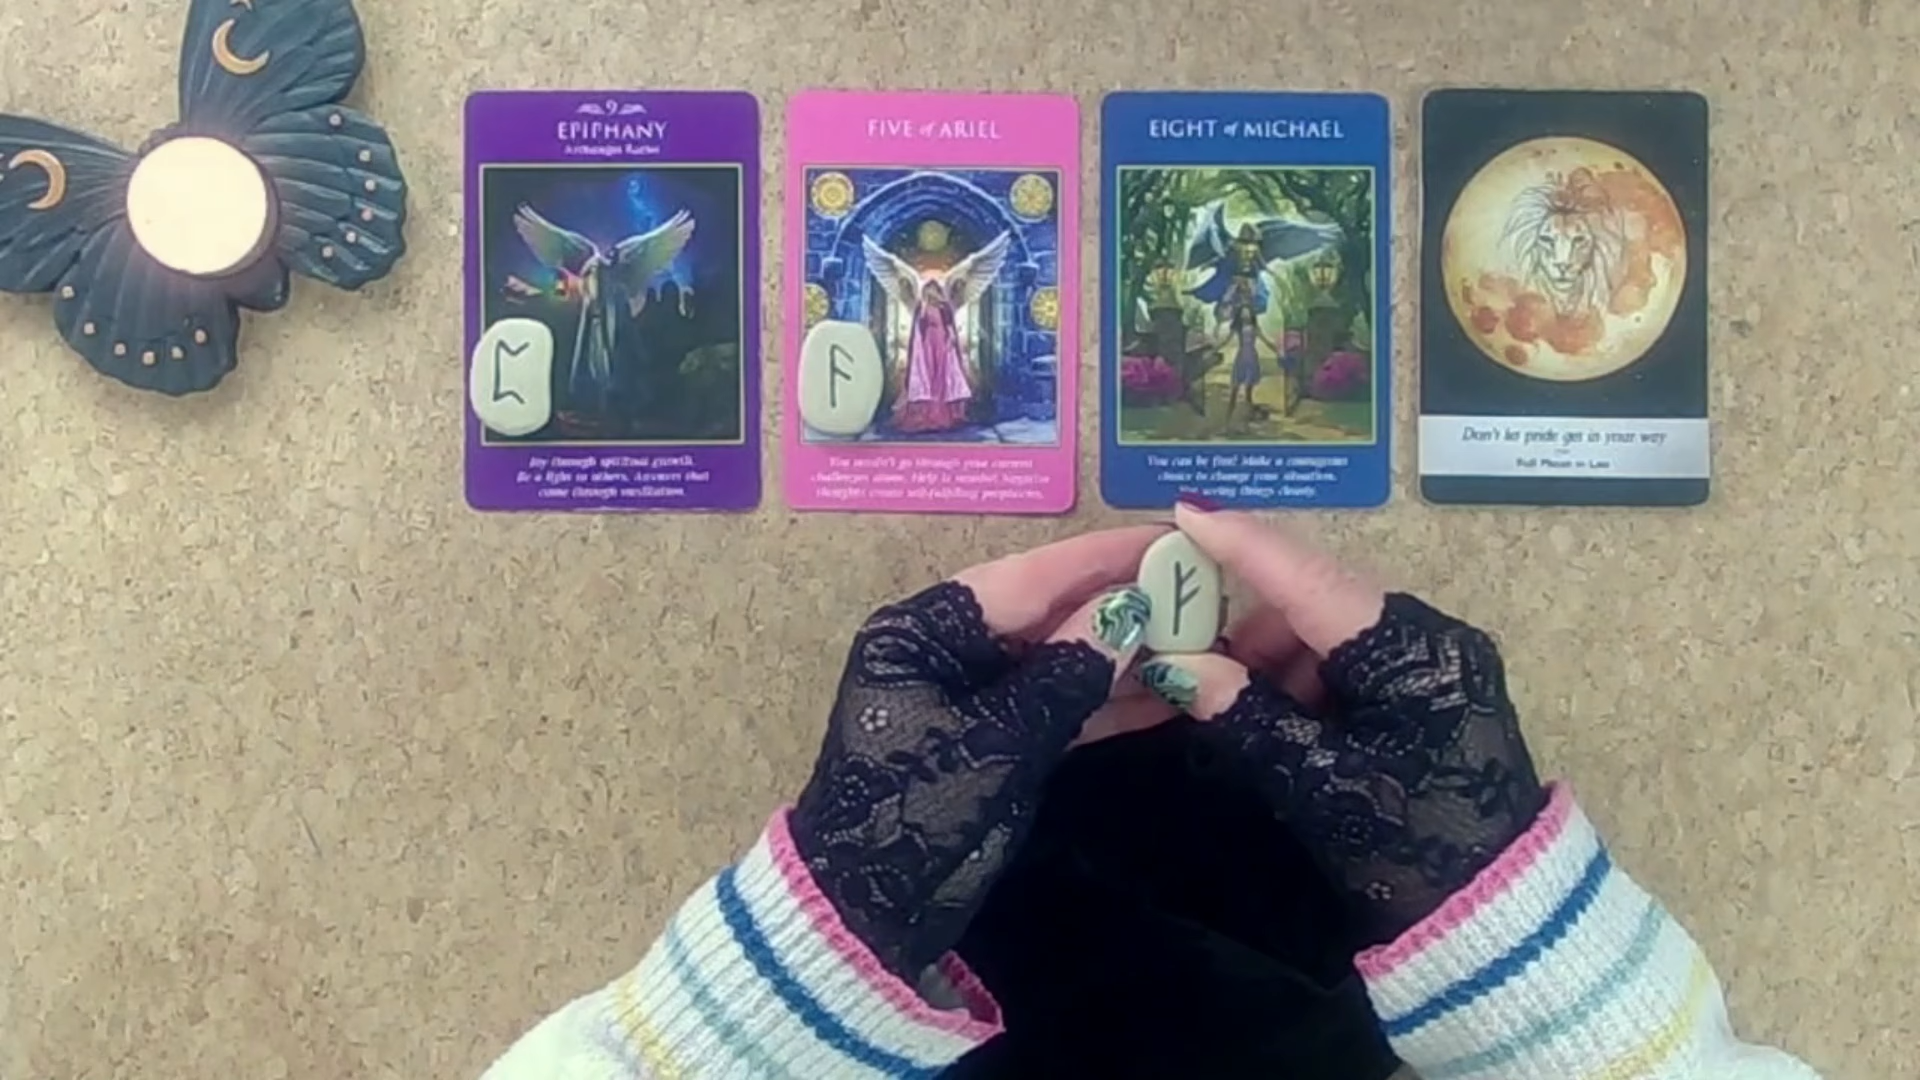 9
EPIPHANY
Archangel Raziel
Joy through spiritual growth.
Be a light to others. Answers that
come through meditation.
FIVE of ARIEL
You needn't go through your current
challenges alone. Help is needed. Negative
thoughts create self-fulfilling prophecies.
EIGHT of MICHAEL
You can be free! Make a courageous
choice to change your situation.
seeing things clearly.
Don't let pride get in your way
Full Moon in Leo
ᛈ
ᚨ
ᚠ